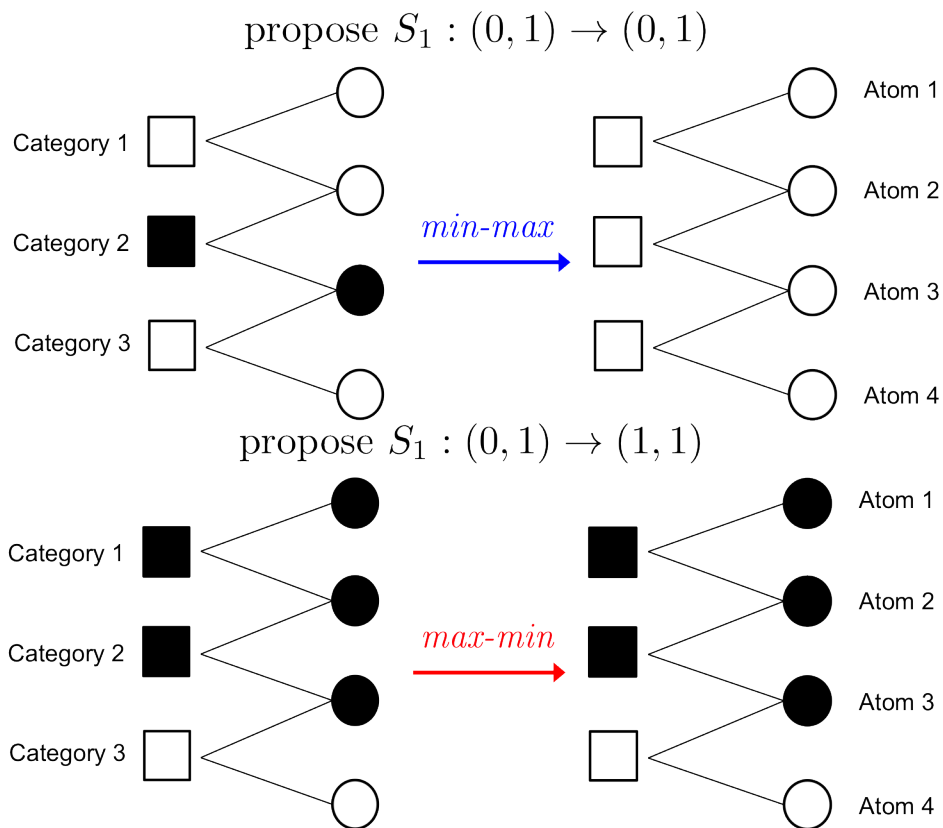 propose S₁ : (0, 1) → (0, 1)
Atom 1
Category 1
Atom 2
min-max
Category 2
Atom 3
Category 3
Atom 4
propose S₁ : (0, 1) → (1, 1)
Atom 1
Category 1
Atom 2
max-min
Category 2
Atom 3
Category 3
Atom 4